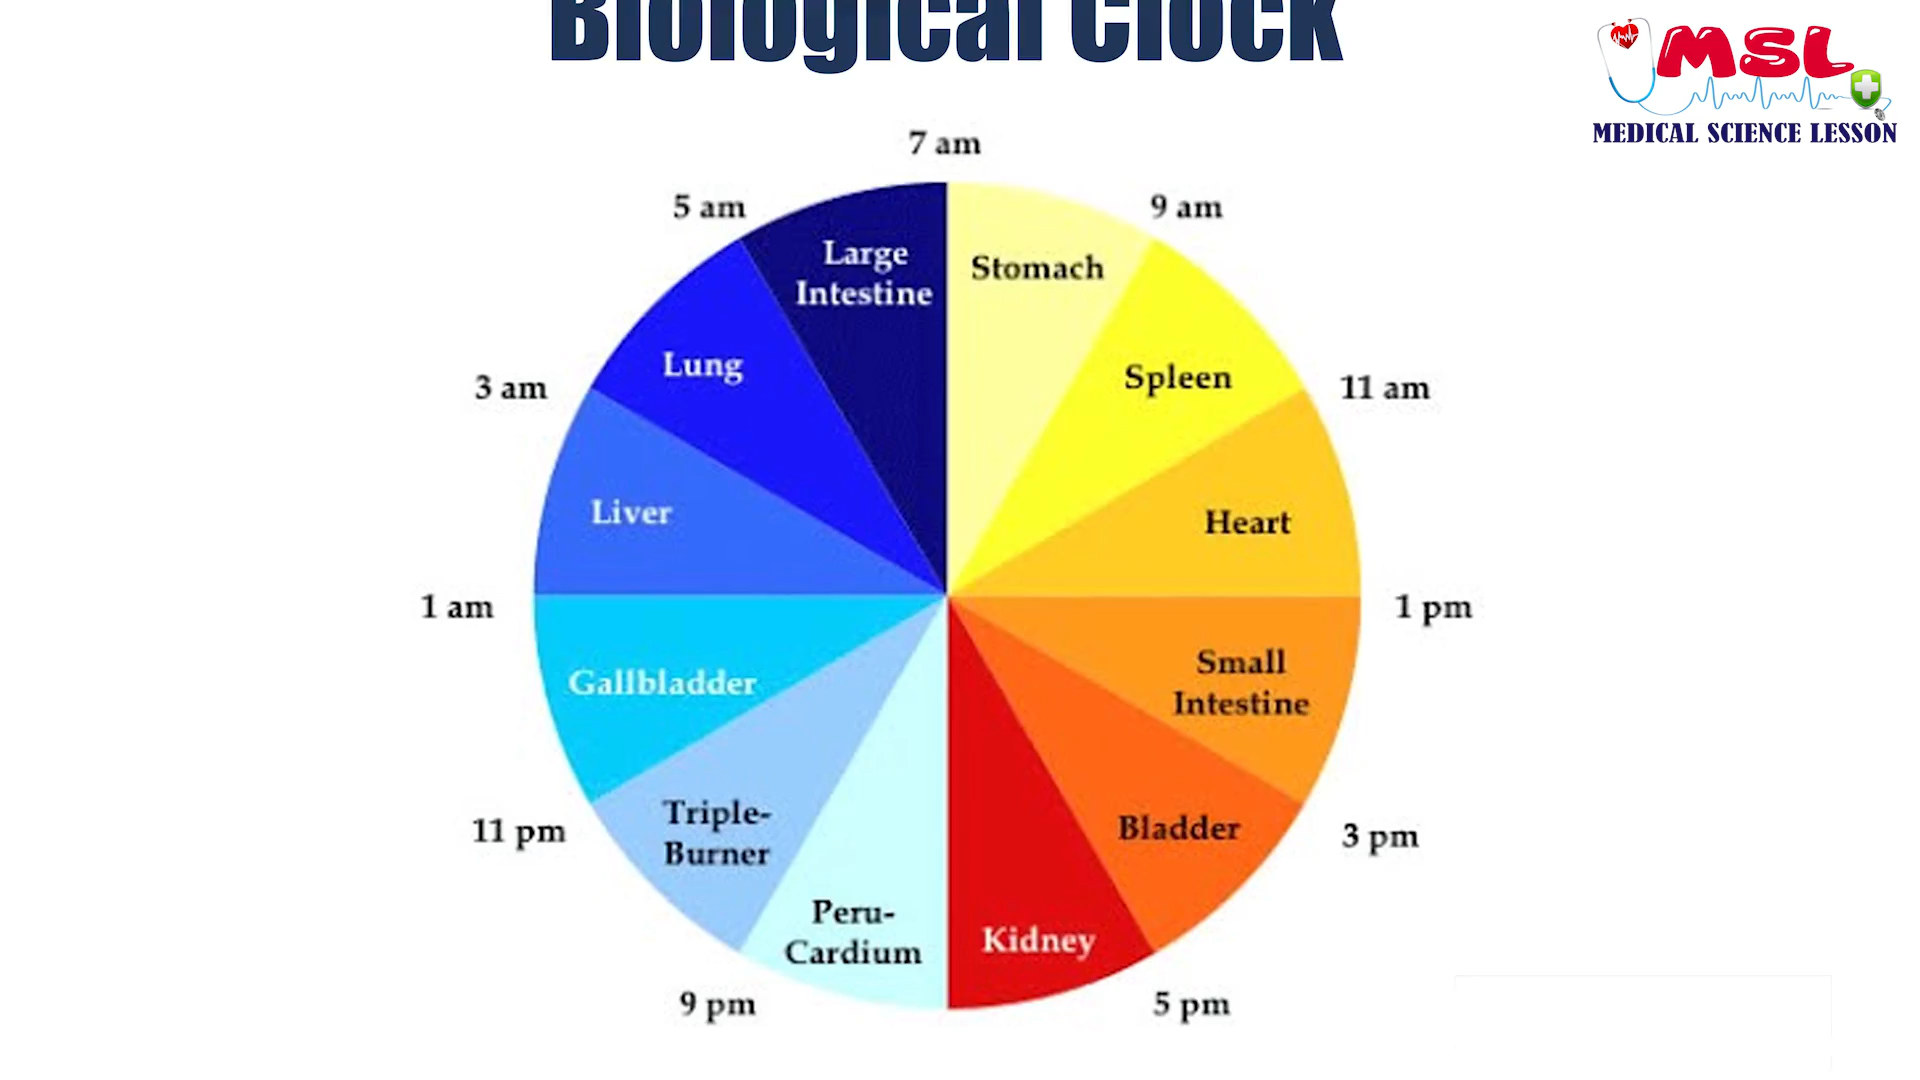 Biological Clock
MSL
MEDICAL SCIENCE LESSON
7 am
5 am
9 am
Large
Intestine
Stomach
Lung
Spleen
3 am
11 am
Liver
Heart
1 am
1 pm
Gallbladder
Small
Intestine
Triple-
Burner
Bladder
11 pm
3 pm
Peru-
Cardium
Kidney
9 pm
5 pm